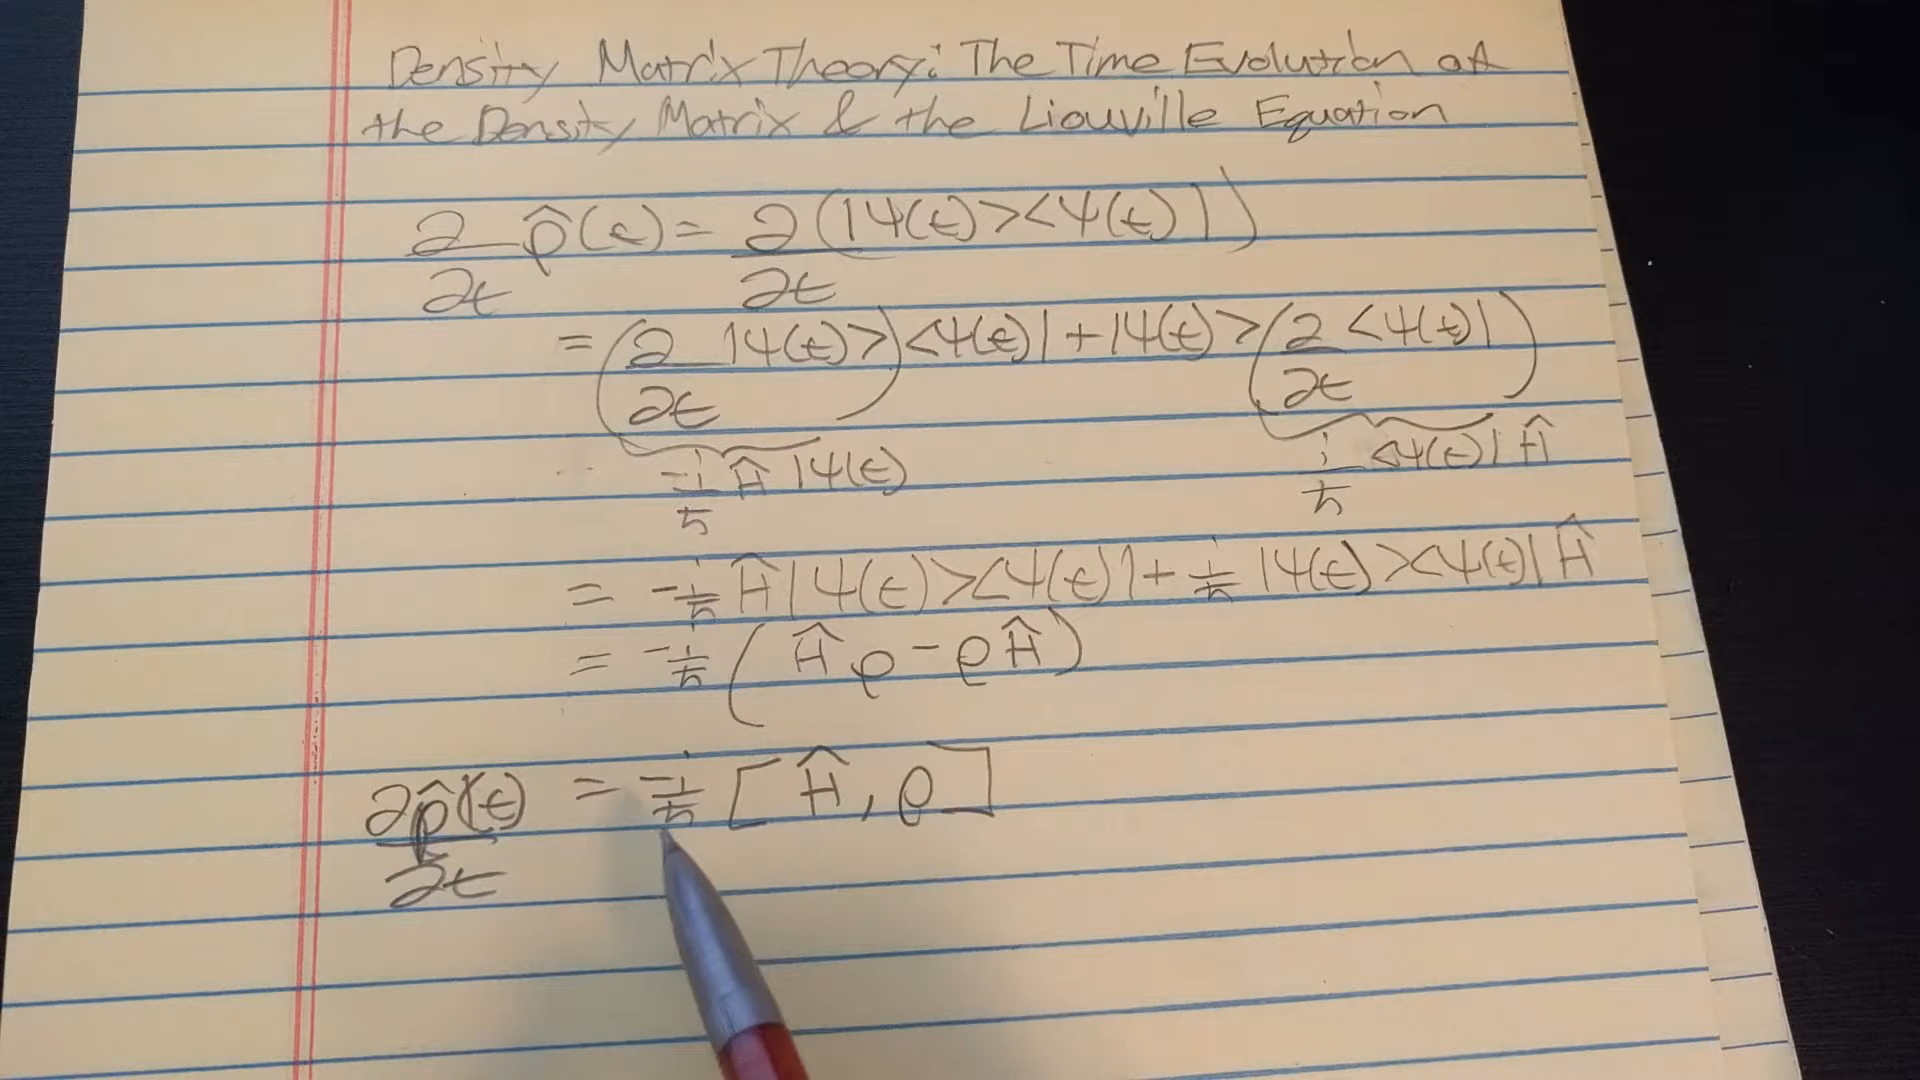 Density Matrix Theory: The Time Evolution of
the Density Matrix & the Liouville Equation
∂/∂t ρ̂(t) = ∂/∂t (|Ψ(t)><Ψ(t)|)
= (∂/∂t |Ψ(t)>) <Ψ(t)| + |Ψ(t)> (∂/∂t <Ψ(t)|)
-i/ħ Ĥ |Ψ(t) i/ħ <Ψ(t)| Ĥ
= -i/ħ Ĥ |Ψ(t)><Ψ(t)| + i/ħ |Ψ(t)><Ψ(t)| Ĥ
= -i/ħ (Ĥρ - ρĤ)
∂ρ̂(t)/∂t = -i/ħ [Ĥ, ρ]